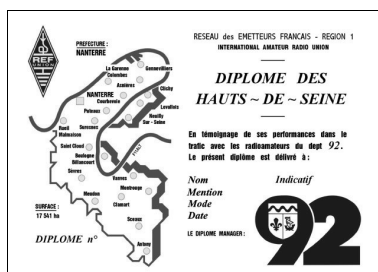 REF
UNION
PREFECTURE :
NANTERRE
La Garenne
Colombes
Gennevilliers
Asnières
Clichy
NANTERRE
Courbevoie
Levallois
Puteaux
Neuilly
Sur - Seine
Rueil
Malmaison
Suresnes
Saint Cloud
Boulogne
Billancourt
Sèvres
Vanves
Montrouge
Meudon
Clamart
Sceaux
Antony
SURFACE :
17 541 ha
DIPLOME n°
RESEAU des EMETTEURS FRANCAIS - REGION 1
INTERNATIONAL AMATEUR RADIO UNION
DIPLOME DES
HAUTS ~ DE ~ SEINE
En témoignage de ses performances dans le
trafic avec les radioamateurs du dept 92.
Le présent diplôme est délivré à :
Nom Indicatif
Mention
Mode
Date
LE DIPLOME MANAGER :
92